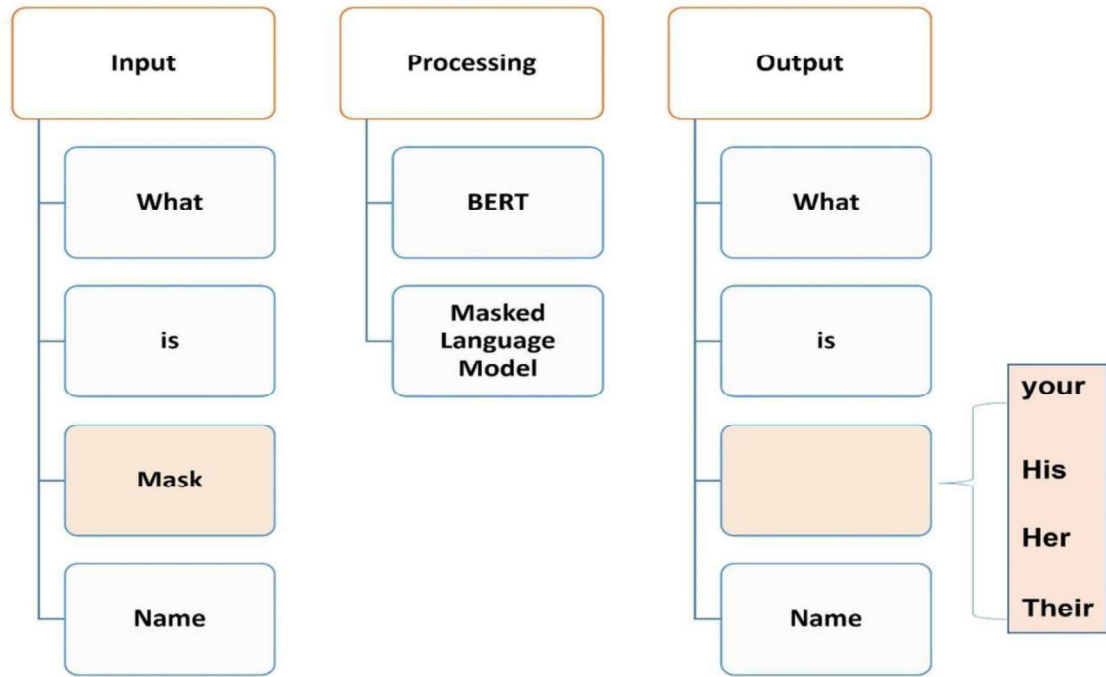 Input
What
is
Mask
Name
Processing
BERT
Masked
Language
Model
Output
What
is
Name
your
His
Her
Their